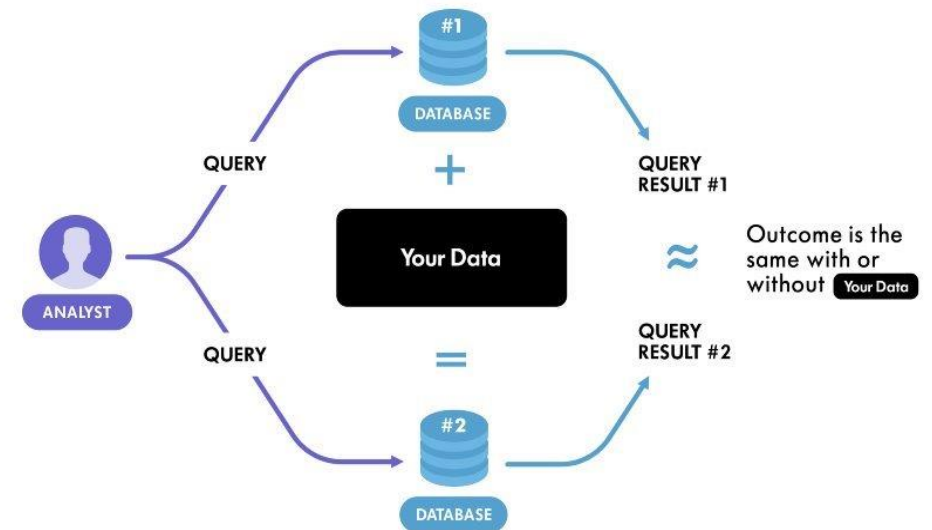 #1
DATABASE
QUERY
+
QUERY
RESULT #1
Your Data
≈
Outcome is the
same with or
without Your Data
ANALYST
QUERY
=
QUERY
RESULT #2
#2
DATABASE